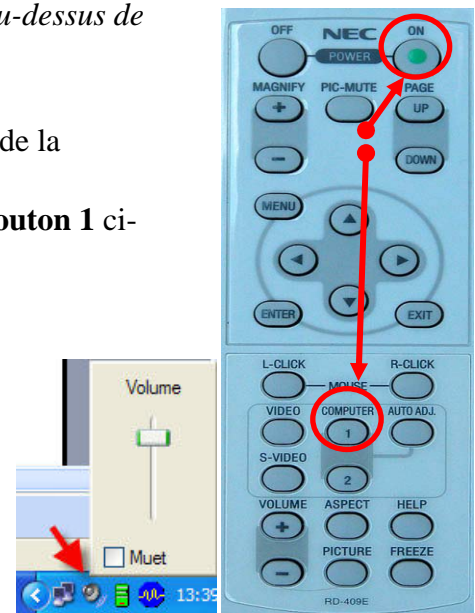 u-dessus de
de la
outon 1 ci-
OFF NEC ON
POWER
MAGNIFY PIC-MUTE PAGE
+ UP
− DOWN
MENU
ENTER EXIT
L-CLICK R-CLICK
MOUSE
VIDEO COMPUTER AUTO ADJ.
1
S-VIDEO
2
VOLUME ASPECT HELP
+
PICTURE FREEZE
−
RD-409E
Volume
Muet
13:39